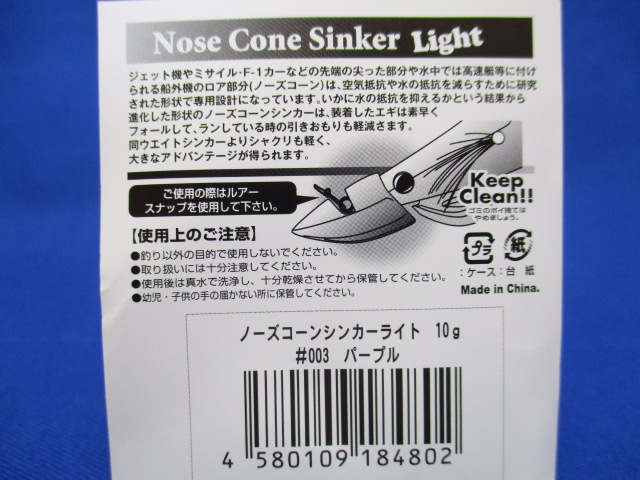 Nose Cone Sinker Light
ジェット機やミサイル・F-1カーなどの先端の尖った部分や水中では高速艇等に付け
られる船外機のロア部分(ノーズコーン)は、空気抵抗や水の抵抗を減らすために研究
された形状で専用設計になっています。いかに水の抵抗を抑えるかという結果から
進化した形状のノーズコーンシンカーは、装着したエギは素早く
フォールして、ランしている時の引きおもりも軽減さます。
同ウエイトシンカーよりシャクリも軽く、
大きなアドバンテージが得られます。
ご使用の際はルアー
スナップを使用して下さい。
Keep
Clean!!
ゴミのポイ捨ては
やめましょう。
【使用上のご注意】
●釣り以外の目的で使用しないでください。
●取り扱いには十分注意してください。
●使用後は真水で洗浄し、十分乾燥させてから保管してください。
●幼児・子供の手の届かない所に保管してください。
プラ 紙
:ケース:台 紙
Made in China.
ノーズコーンシンカーライト 10g
#003 パープル
4 580109 184802